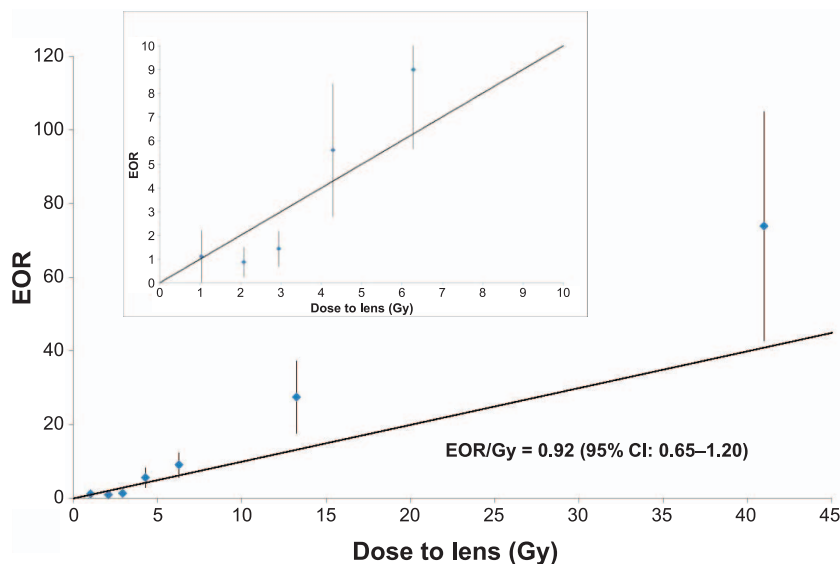 120
100
80
60
40
20
0
EOR
10
9
8
7
6
5
4
3
2
1
0
EOR
0 1 2 3 4 5 6 7 8 9 10
Dose to lens (Gy)
EOR/Gy = 0.92 (95% CI: 0.65–1.20)
0 5 10 15 20 25 30 35 40 45
Dose to lens (Gy)